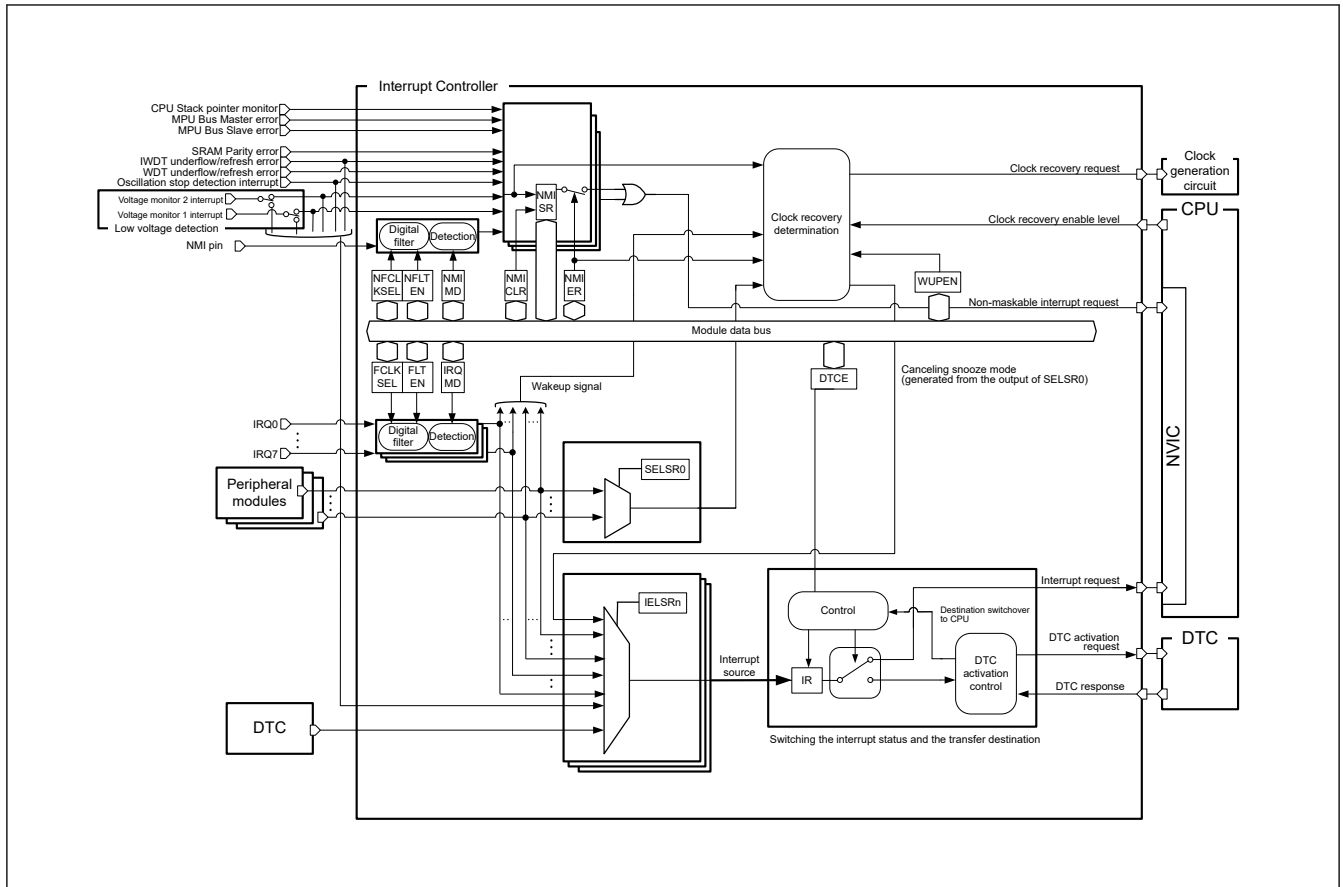 Interrupt Controller
CPU Stack pointer monitor
MPU Bus Master error
MPU Bus Slave error
SRAM Parity error
IWDT underflow/refresh error
WDT underflow/refresh error
Oscillation stop detection interrupt
Voltage monitor 2 interrupt
Voltage monitor 1 interrupt
Low voltage detection
NMI pin
Digital
filter
Detection
NMI
SR
NFCL
KSEL
NFLT
EN
NMI
MD
NMI
CLR
NMI
ER
Clock recovery
determination
Clock recovery request
Clock
generation
circuit
Clock recovery enable level
CPU
WUPEN
Non-maskable interrupt request
Module data bus
FCLK
SEL
FLT
EN
IRQ
MD
Wakeup signal
DTCE
Canceling snooze mode
(generated from the output of SELSR0)
NVIC
IRQ0
IRQ7
Digital
filter
Detection
Peripheral
modules
SELSR0
IELSRn
Interrupt
source
Control
IR
Destination switchover
to CPU
DTC
activation
control
Interrupt request
DTC activation
request
DTC response
DTC
DTC
Switching the interrupt status and the transfer destination